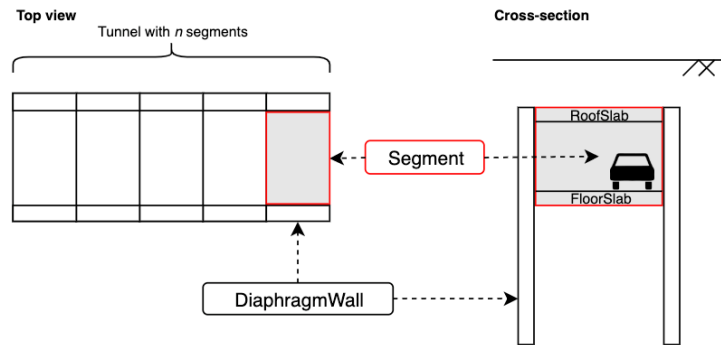 Top view
Cross-section
Tunnel with n segments
RoofSlab
Segment
FloorSlab
DiaphragmWall